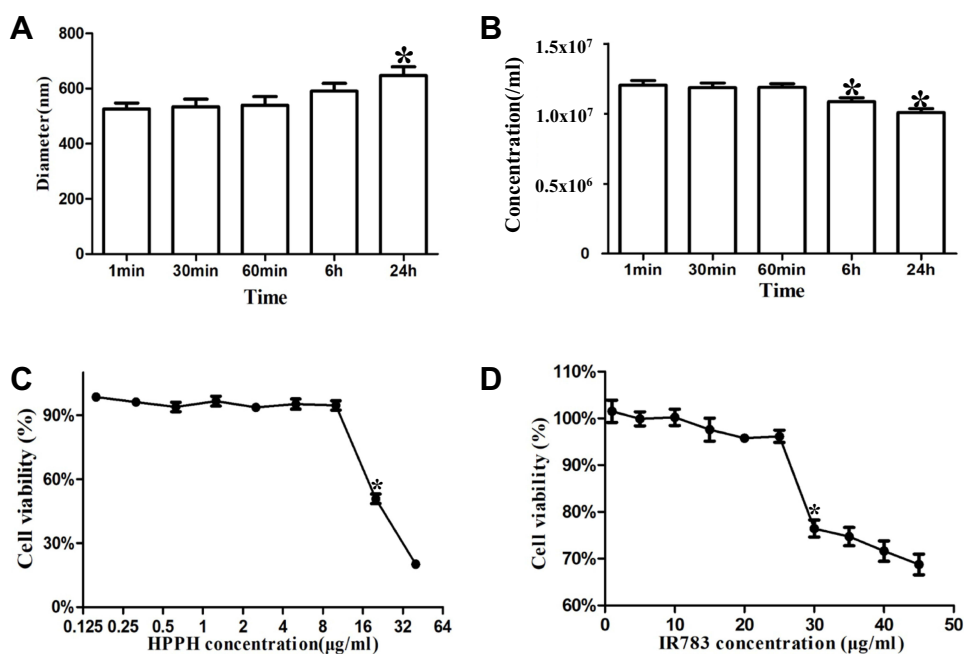 A
Diameter(nm)
800
600
400
200
0
*
1min 30min 60min 6h 24h
Time
B
Concentration(/ml)
1.5x10⁷
1.0x10⁷
0.5x10⁶
0
* *
1min 30min 60min 6h 24h
Time
C
Cell viability (%)
90%
60%
30%
0%
*
0.125 0.25 0.5 1 2 4 8 16 32 64
HPPH concentration(μg/ml)
D
Cell viability (%)
110%
100%
90%
80%
70%
60%
*
0 10 20 30 40 50
IR783 concentration (μg/ml)